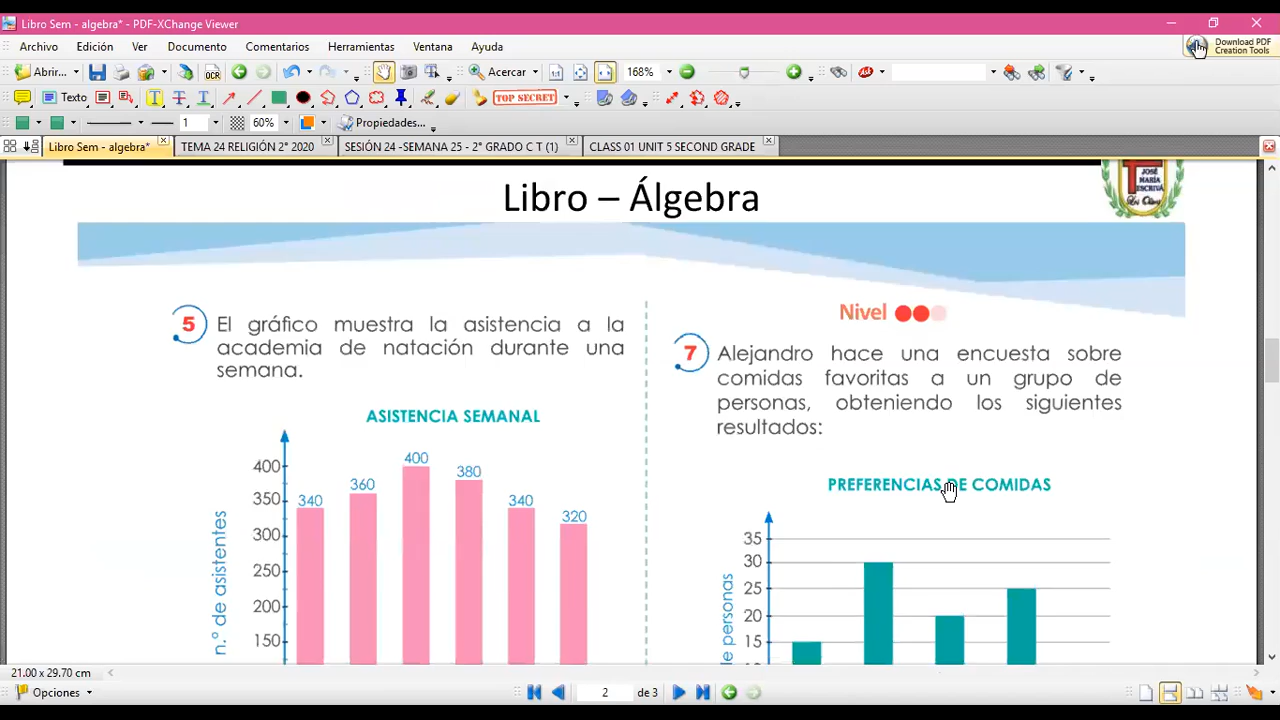 Libro Sem - algebra* - PDF-XChange Viewer
Archivo Edición Ver Documento Comentarios Herramientas Ventana Ayuda
Download PDF
Creation Tools
Abrir... OCR Acercar 168%
Texto TOP SECRET
1 60% Propiedades...
Libro Sem - algebra* TEMA 24 RELIGIÓN 2° 2020 SESIÓN 24 -SEMANA 25 - 2° GRADO C T (1) CLASS 01 UNIT 5 SECOND GRADE
JOSÉ
MARÍA
ESCRIVÁ
Los Olivos
Libro – Álgebra
5 El gráfico muestra la asistencia a la
academia de natación durante una
semana.
ASISTENCIA SEMANAL
n.º de asistentes
400
350
300
250
200
150
340 360 400 380 340 320
Nivel
7 Alejandro hace una encuesta sobre
comidas favoritas a un grupo de
personas, obteniendo los siguientes
resultados:
PREFERENCIAS DE COMIDAS
de personas
35
30
25
20
15
21.00 x 29.70 cm
Opciones 2 de 3